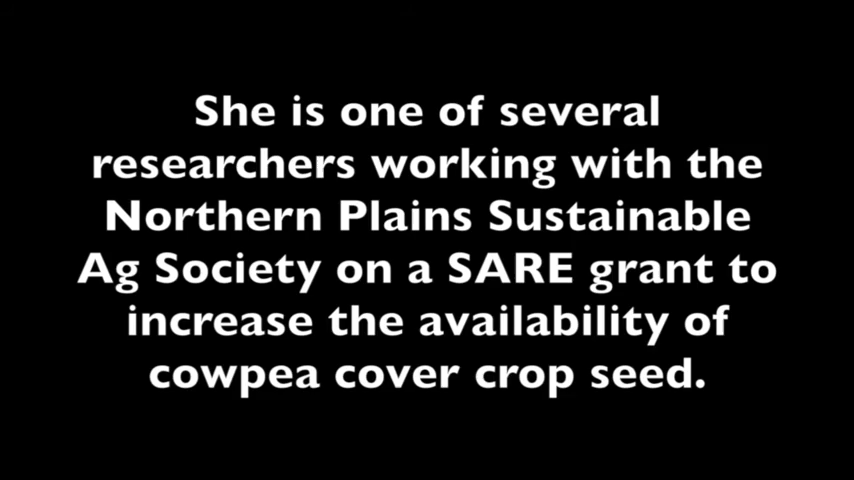 She is one of several
researchers working with the
Northern Plains Sustainable
Ag Society on a SARE grant to
increase the availability of
cowpea cover crop seed.